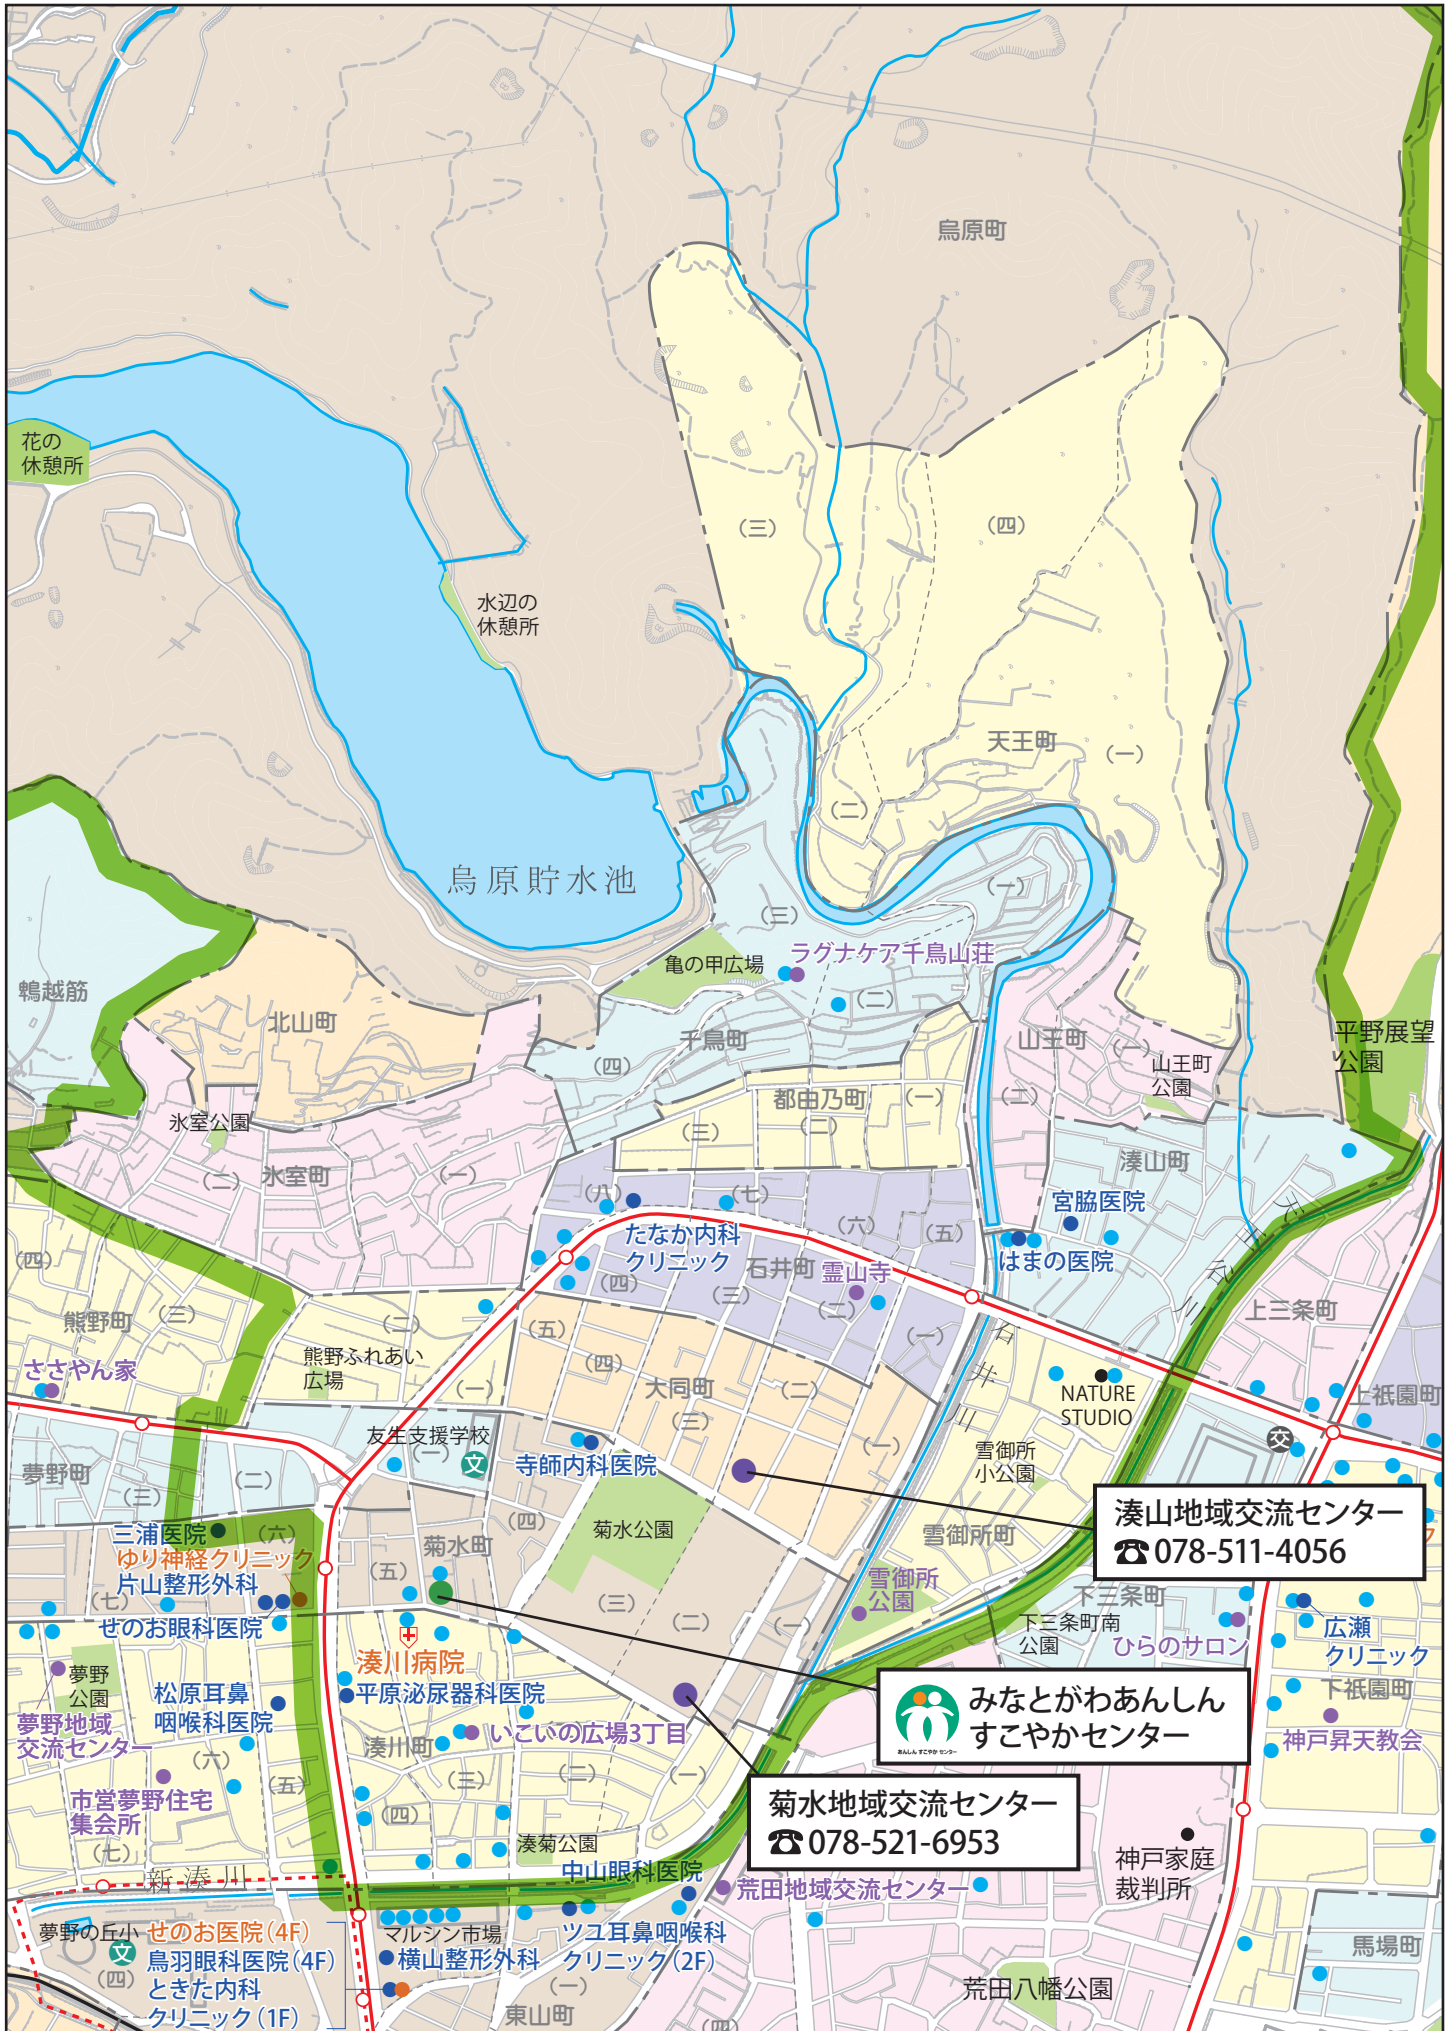 烏原町
花の
休憩所
(三)
(四)
水辺の
休憩所
天王町
(一)
(二)
烏原貯水池
(一)
(三)
亀の甲広場
ラグナケア千鳥山荘
(二)
鵯越筋
北山町
千鳥町
(四)
山王町
(一)
(二)
山王町
公園
平野展望
公園
都由乃町
(一)
(二)
(三)
氷室公園
(二)
氷室町
(一)
湊山町
天王谷川
宮脇医院
はまの医院
(八)
(七)
(六)
(五)
たなか内科
クリニック
石井町
霊山寺
(四)
(三)
(二)
(一)
上三条町
(四)
熊野町
(三)
(二)
(一)
ささやん家
熊野ふれあい
広場
(五)
(四)
大同町
(三)
(二)
(一)
石井川
NATURE
STUDIO
上祇園町
交
友生支援学校
(一)
文
夢野町
(三)
(二)
寺師内科医院
雪御所
小公園
湊山地域交流センター
☎078-511-4056
三浦医院
(六)
ゆり神経クリニック
片山整形外科
(七)
せのお眼科医院
菊水町
(五)
(四)
菊水公園
(三)
(二)
(一)
雪御所町
雪御所
公園
下三条町
下三条町南
公園
ひらのサロン
広瀬
クリニック
下祇園町
神戸昇天教会
湊川病院
平原泌尿器科医院
夢野
公園
松原耳鼻
咽喉科医院
夢野地域
交流センター
(六)
(五)
市営夢野住宅
集会所
(七)
いこいの広場3丁目
湊川町
(三)
(二)
(一)
(四)
みなとがわあんしん
すこやかセンター
あんしん すこやか センター
菊水地域交流センター
☎078-521-6953
湊菊公園
中山眼科医院
新湊川
荒田地域交流センター
神戸家庭
裁判所
夢野の丘小
文
(四)
せのお医院(4F)
鳥羽眼科医院(4F)
ときた内科
クリニック(1F)
マルシン市場
横山整形外科
ツユ耳鼻咽喉科
クリニック(2F)
(一)
東山町
(四)
荒田八幡公園
馬場町